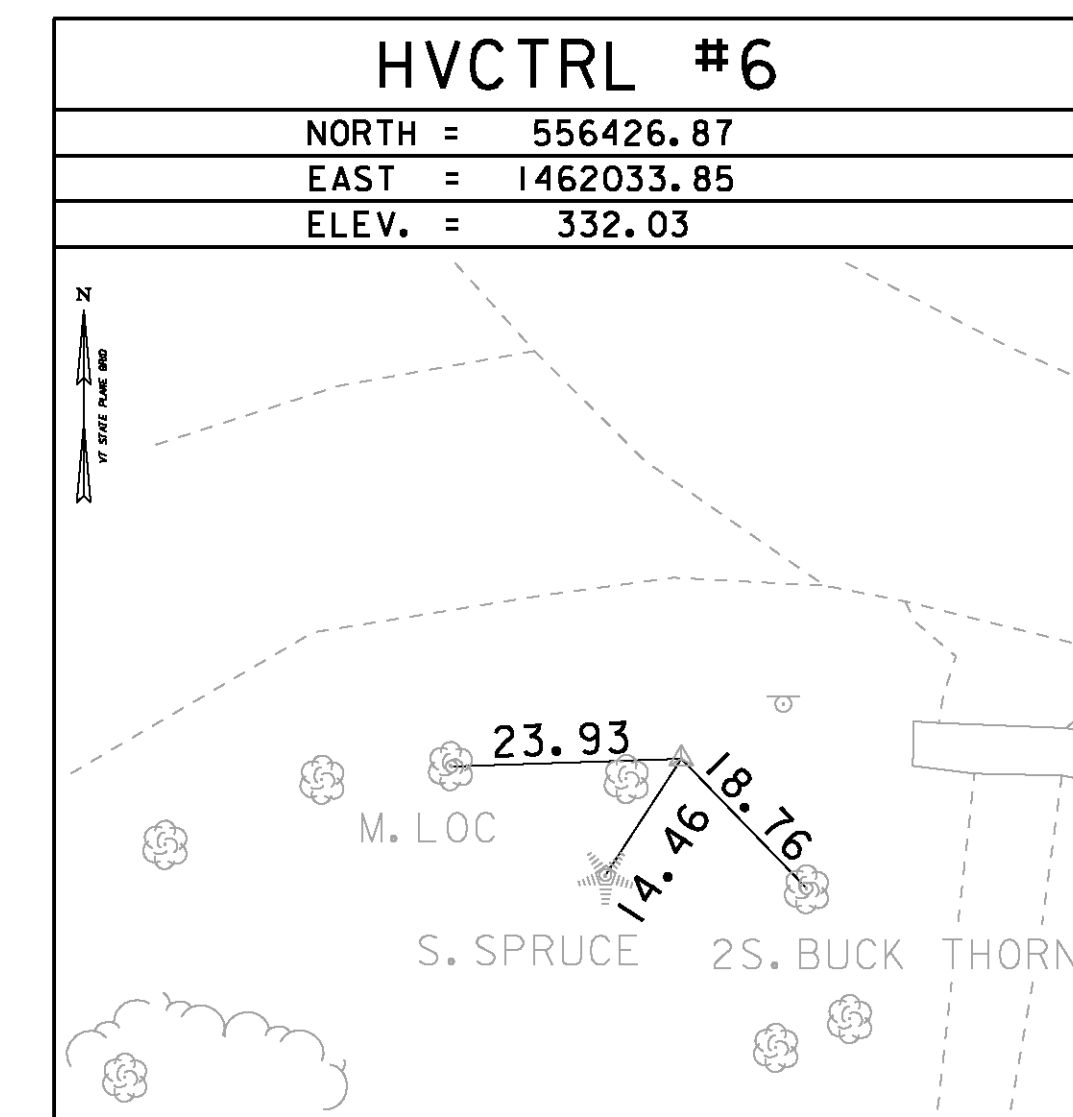 HVCTRL #6
NORTH = 556426.87
EAST = 1462033.85
ELEV. = 332.03
N
VT STATE PLANE GRID
23.93
18.76
14.46
M. LOC
S. SPRUCE
2S. BUCK THORN